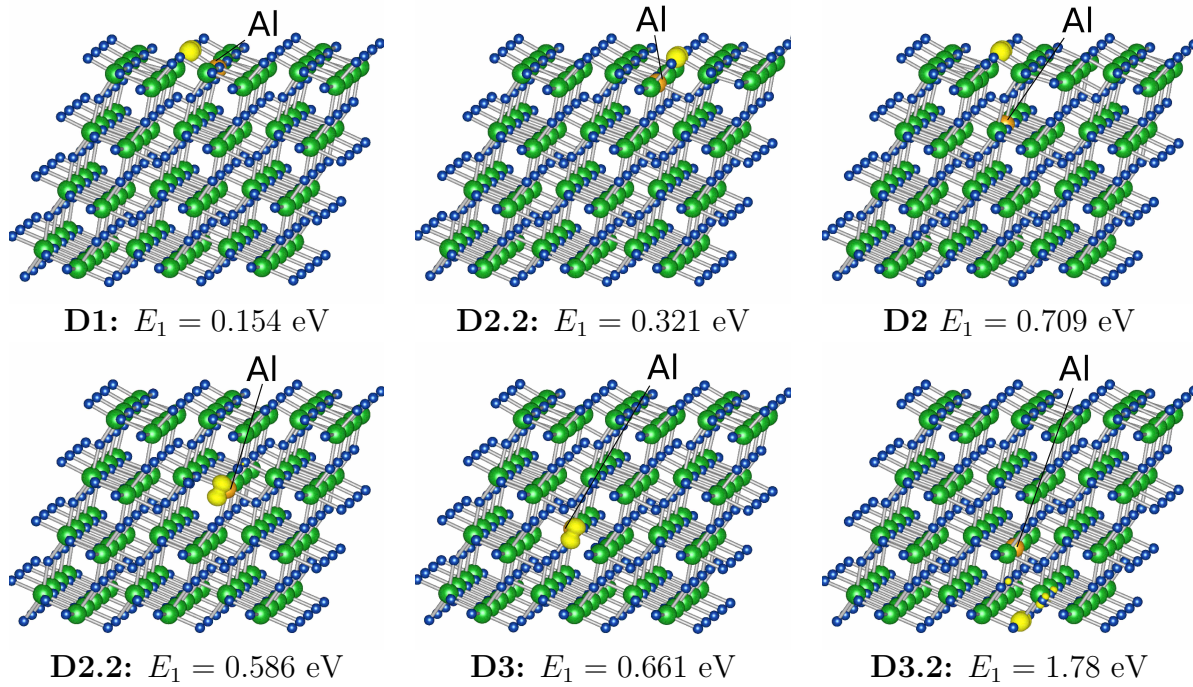 Al
Al
Al
D1: E₁ = 0.154 eV
D2.2: E₁ = 0.321 eV
D2 E₁ = 0.709 eV
Al
Al
Al
D2.2: E₁ = 0.586 eV
D3: E₁ = 0.661 eV
D3.2: E₁ = 1.78 eV